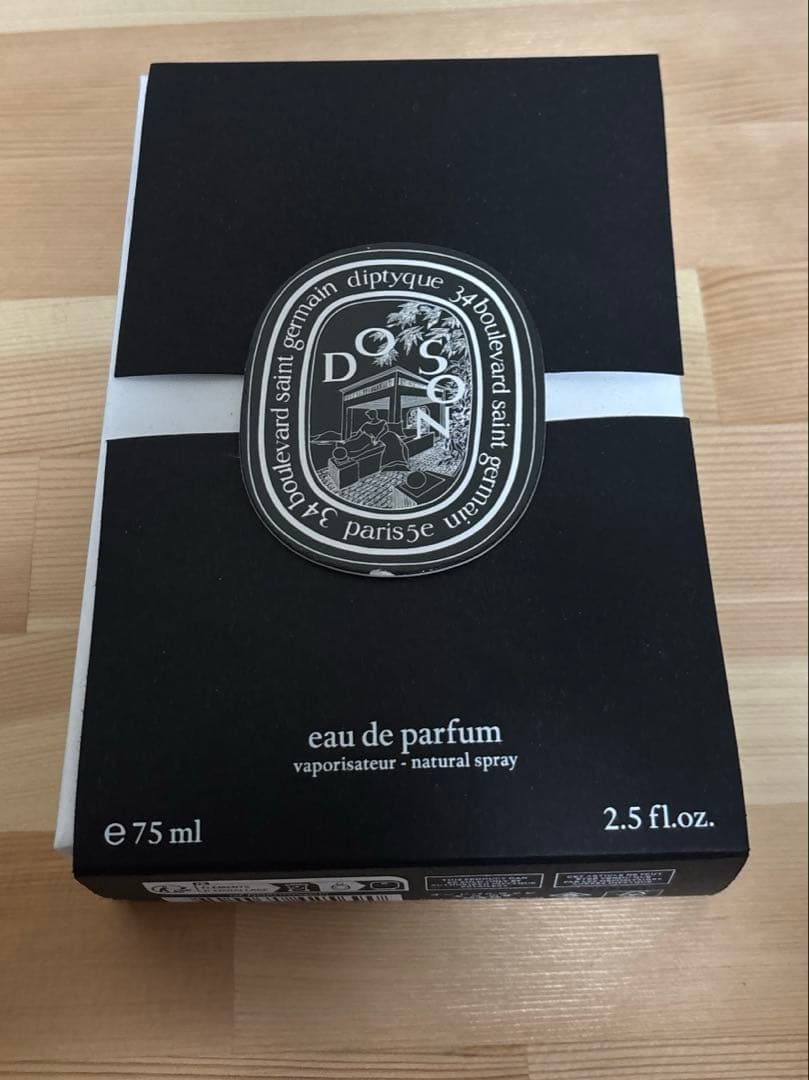 34 boulevard saint germain diptyque 34 boulevard saint germain
paris 5e
DO SON
eau de parfum
vaporisateur - natural spray
e 75 ml
2.5 fl.oz.